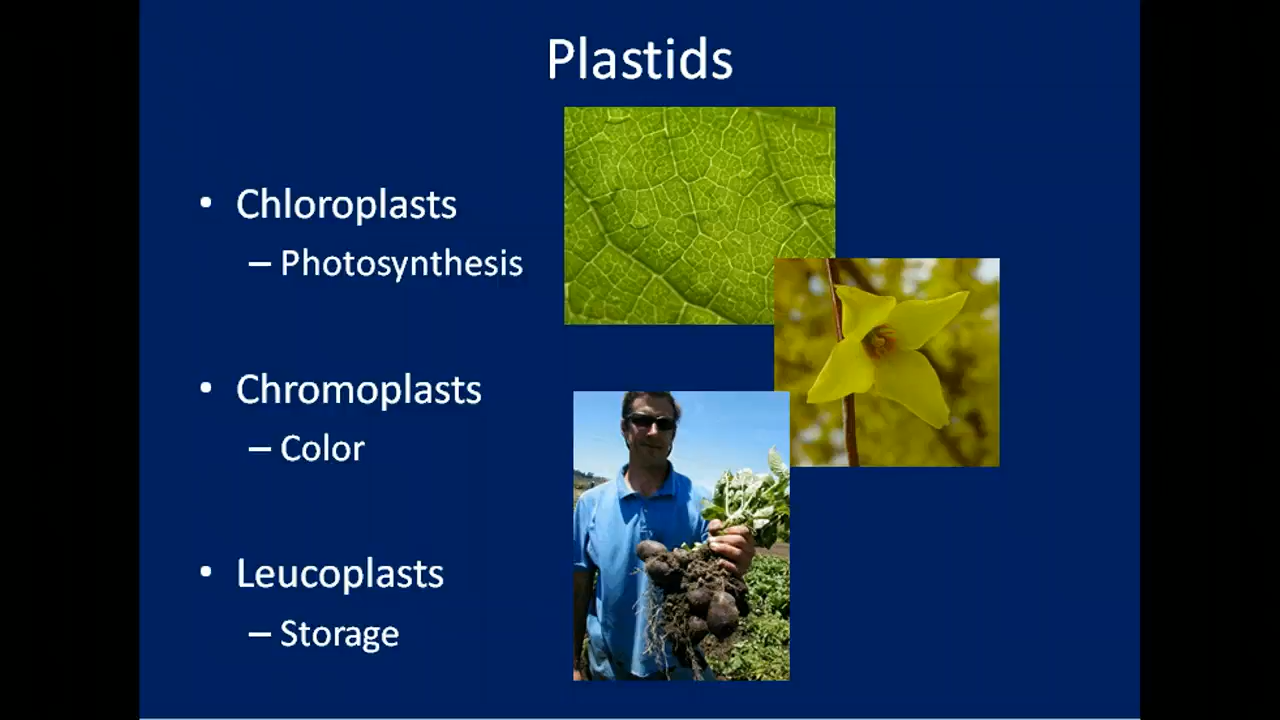 Plastids
• Chloroplasts
– Photosynthesis
• Chromoplasts
– Color
• Leucoplasts
– Storage